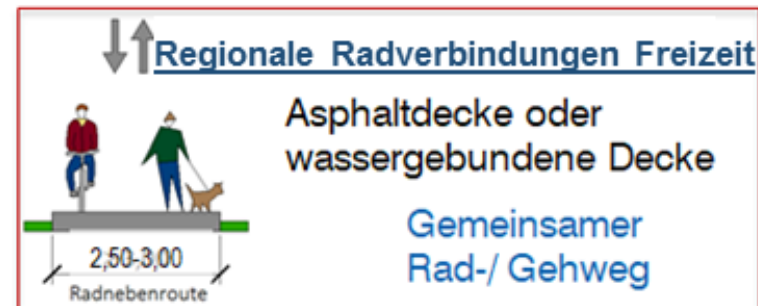 Regionale Radverbindungen Freizeit
Asphaltdecke oder
wassergebundene Decke
Gemeinsamer
Rad-/ Gehweg
2,50-3,00
Radnebenroute